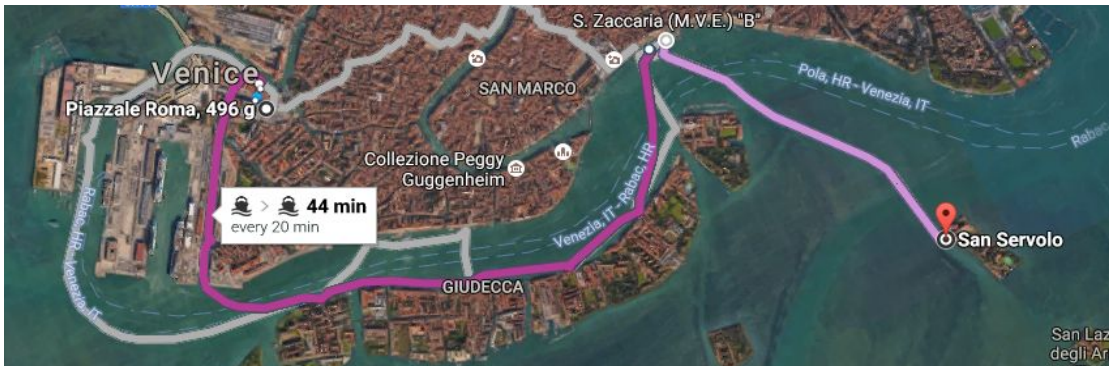 S. Zaccaria (M.V.E.) "B"
Venice
Piazzale Roma, 496 g
SAN MARCO
Pola, HR - Venezia, IT
Rabac
Collezione Peggy
Guggenheim
44 min
every 20 min
Rabac, HR - Venezia, IT
Venezia, IT - Rabac, HR
San Servolo
GIUDECCA
San Laz
degli Ar